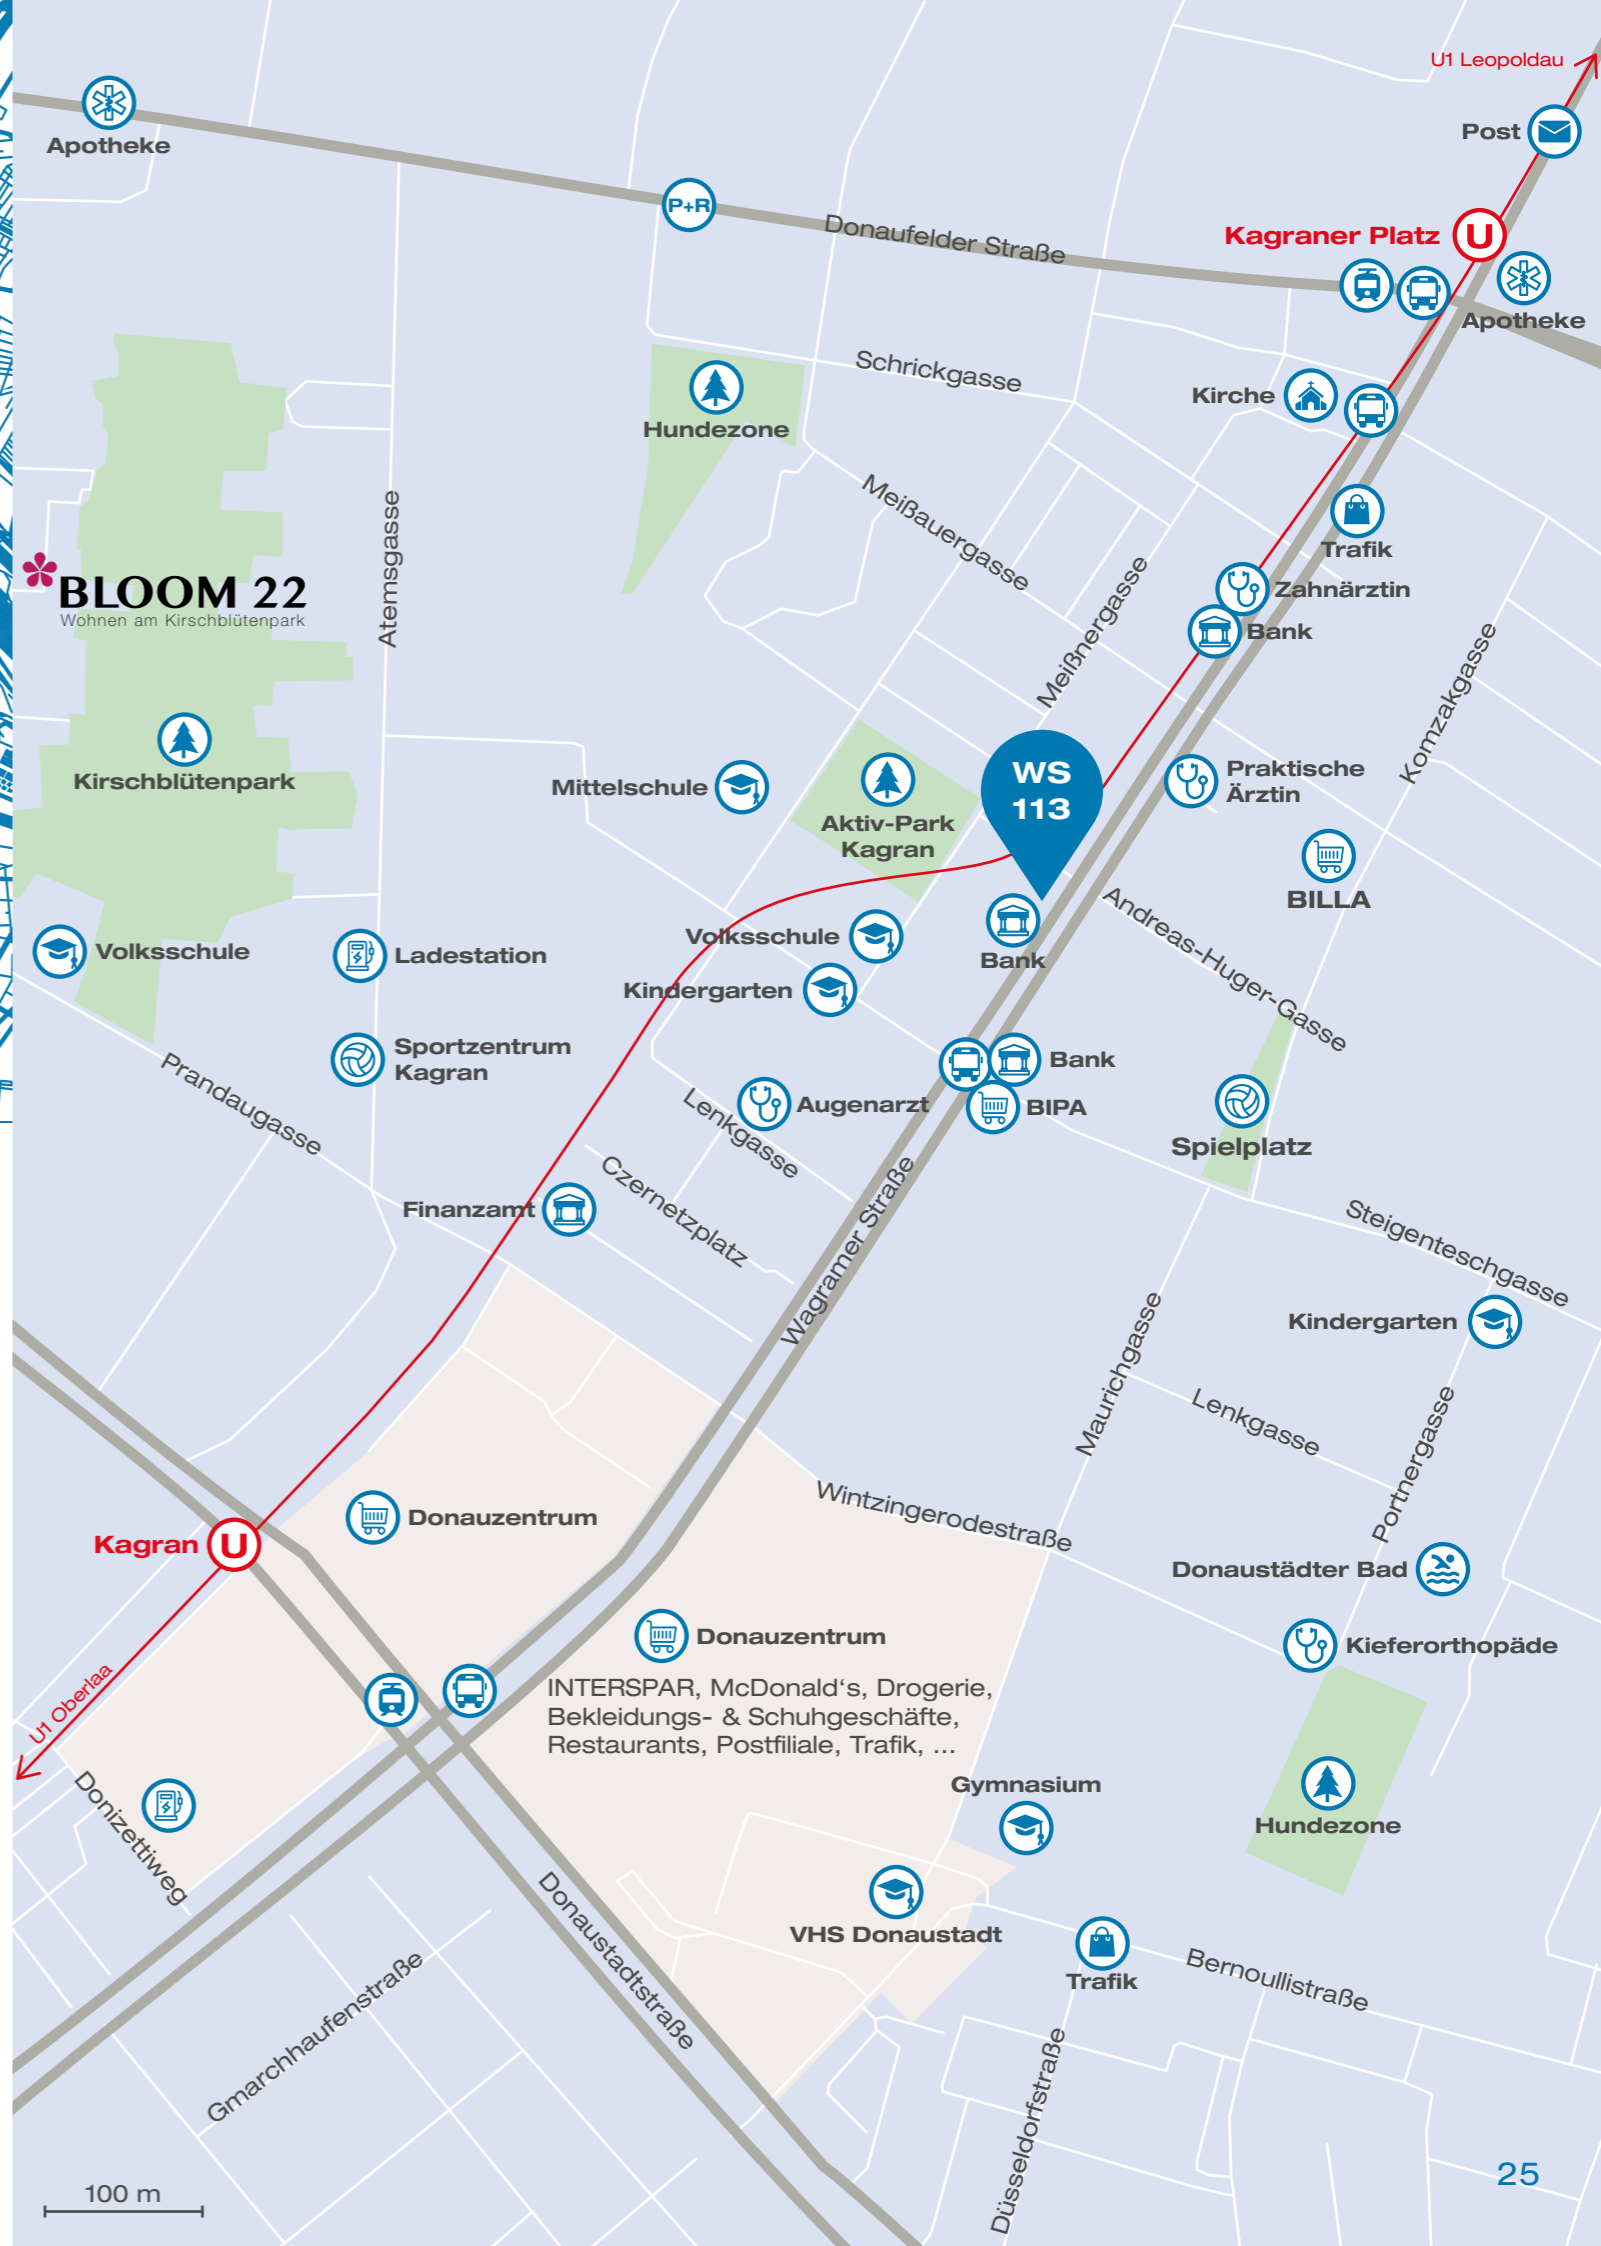 U1 Leopoldau
Apotheke
Post
P+R
Donaufelder Straße
Kagraner Platz
U
Apotheke
Schrickgasse
Kirche
Hundezone
Meißauergasse
Atemsgasse
Trafik
BLOOM 22
Wohnen am Kirschblütenpark
Zahnärztin
Bank
Meißnergasse
Komzakgasse
Kirschblütenpark
Mittelschule
Aktiv-Park
Kagran
WS
113
Praktische
Ärztin
BILLA
Andreas-Huger-Gasse
Volksschule
Ladestation
Volksschule
Bank
Kindergarten
Sportzentrum
Kagran
Prandaugasse
Lenkgasse
Augenarzt
Bank
BIPA
Spielplatz
Czernetzplatz
Finanzamt
Wagramer Straße
Steigenteschgasse
Kindergarten
Maurichgasse
Lenkgasse
Portnergasse
Wintzingerodestraße
Donauzentrum
Kagran
U
Donaustädter Bad
Kieferorthopäde
Donauzentrum
INTERSPAR, McDonald‘s, Drogerie,
Bekleidungs- & Schuhgeschäfte,
Restaurants, Postfiliale, Trafik, ...
U1 Oberlaa
Donizettiweg
Gymnasium
Hundezone
VHS Donaustadt
Donaustadtstraße
Trafik
Bernoullistraße
Gmarchhaufenstraße
Düsseldorfstraße
100 m
25